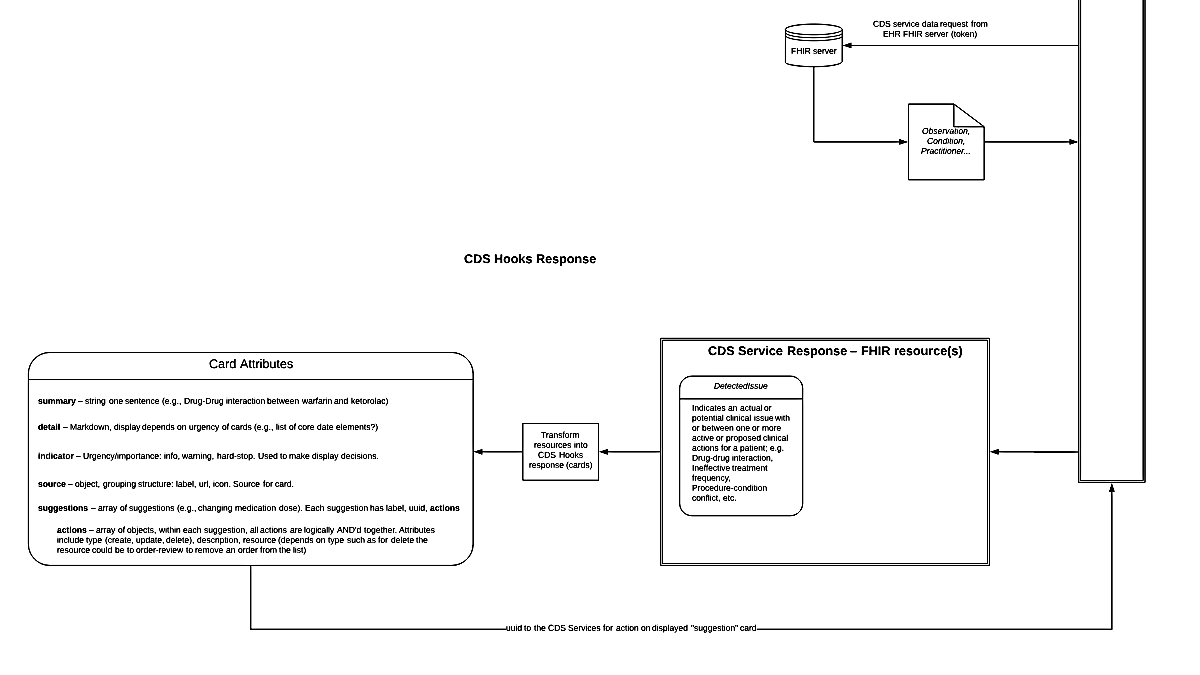 CDS service data request from
EHR FHIR server (token)
FHIR server
Observation,
Condition,
Practitioner...
CDS Hooks Response
Card Attributes
summary – string one sentence (e.g., Drug-Drug interaction between warfarin and ketorolac)
detail – Markdown, display depends on urgency of cards (e.g., list of core date elements?)
indicator – Urgency/importance: info, warning, hard-stop. Used to make display decisions.
source – object, grouping structure: label, url, icon. Source for card.
suggestions – array of suggestions (e.g., changing medication dose). Each suggestion has label, uuid, actions
actions – array of objects, within each suggestion, all actions are logically AND'd together. Attributes
include type (create, update, delete), description, resource (depends on type such as for delete the
resource could be to order-review to remove an order from the list)
Transform
resources into
CDS Hooks
response (cards)
CDS Service Response – FHIR resource(s)
DetectedIssue
Indicates an actual or
potential clinical issue with
or between one or more
active or proposed clinical
actions for a patient; e.g.
Drug-drug interaction,
Ineffective treatment
frequency,
Procedure-condition
conflict, etc.
uuid to the CDS Services for action on displayed "suggestion" card